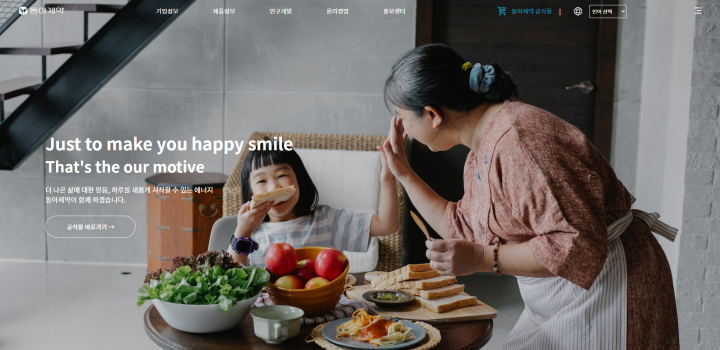 동아제약
기업정보
제품정보
연구개발
윤리경영
홍보센터
동아제약 공식몰
언어 선택
Just to make you happy smile
That's the our motive
더 나은 삶에 대한 믿음, 하루를 새롭게 시작할 수 있는 에너지
동아제약이 함께 하겠습니다.
공식몰 바로가기 →